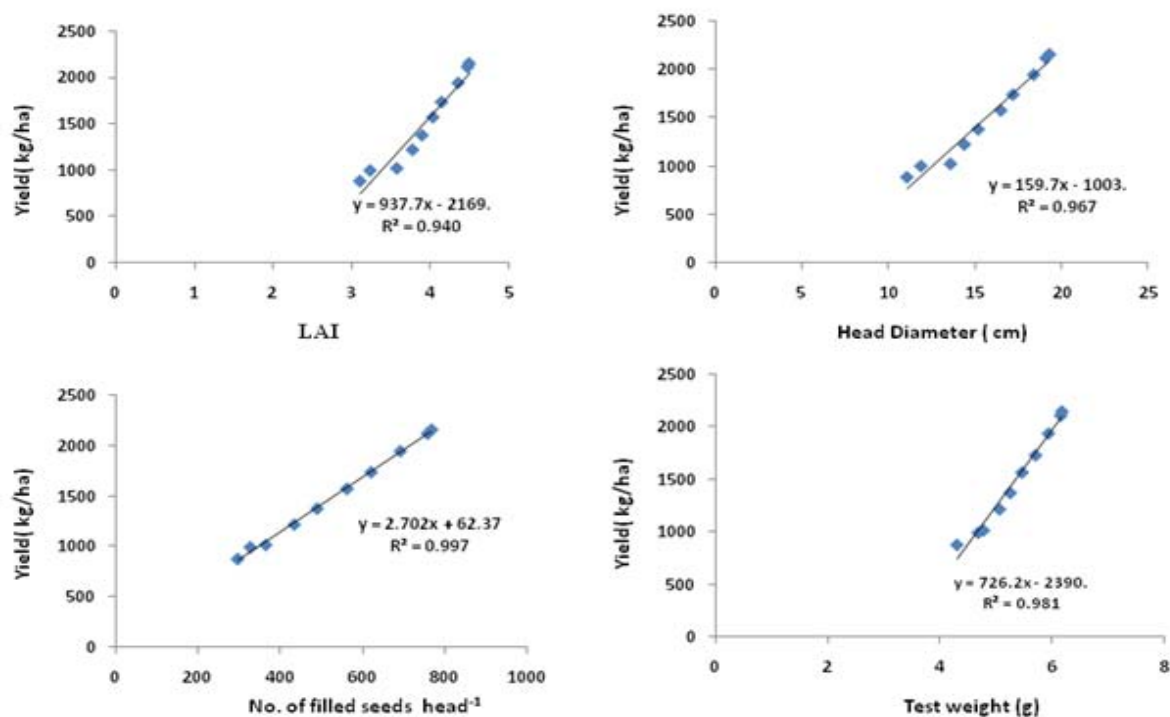 2500
2000
1500
1000
500
0
Yield( kg/ha)
y = 937.7x - 2169.
R² = 0.940
0 1 2 3 4 5
LAI
2500
2000
1500
1000
500
0
Yield( kg/ha)
y = 159.7x - 1003.
R² = 0.967
0 5 10 15 20 25
Head Diameter ( cm)
2500
2000
1500
1000
500
0
Yield( kg/ha)
y = 2.702x + 62.37
R² = 0.997
0 200 400 600 800 1000
No. of filled seeds head⁻¹
2500
2000
1500
1000
500
0
Yield( kg/ha)
y = 726.2x - 2390.
R² = 0.981
0 2 4 6 8
Test weight (g)